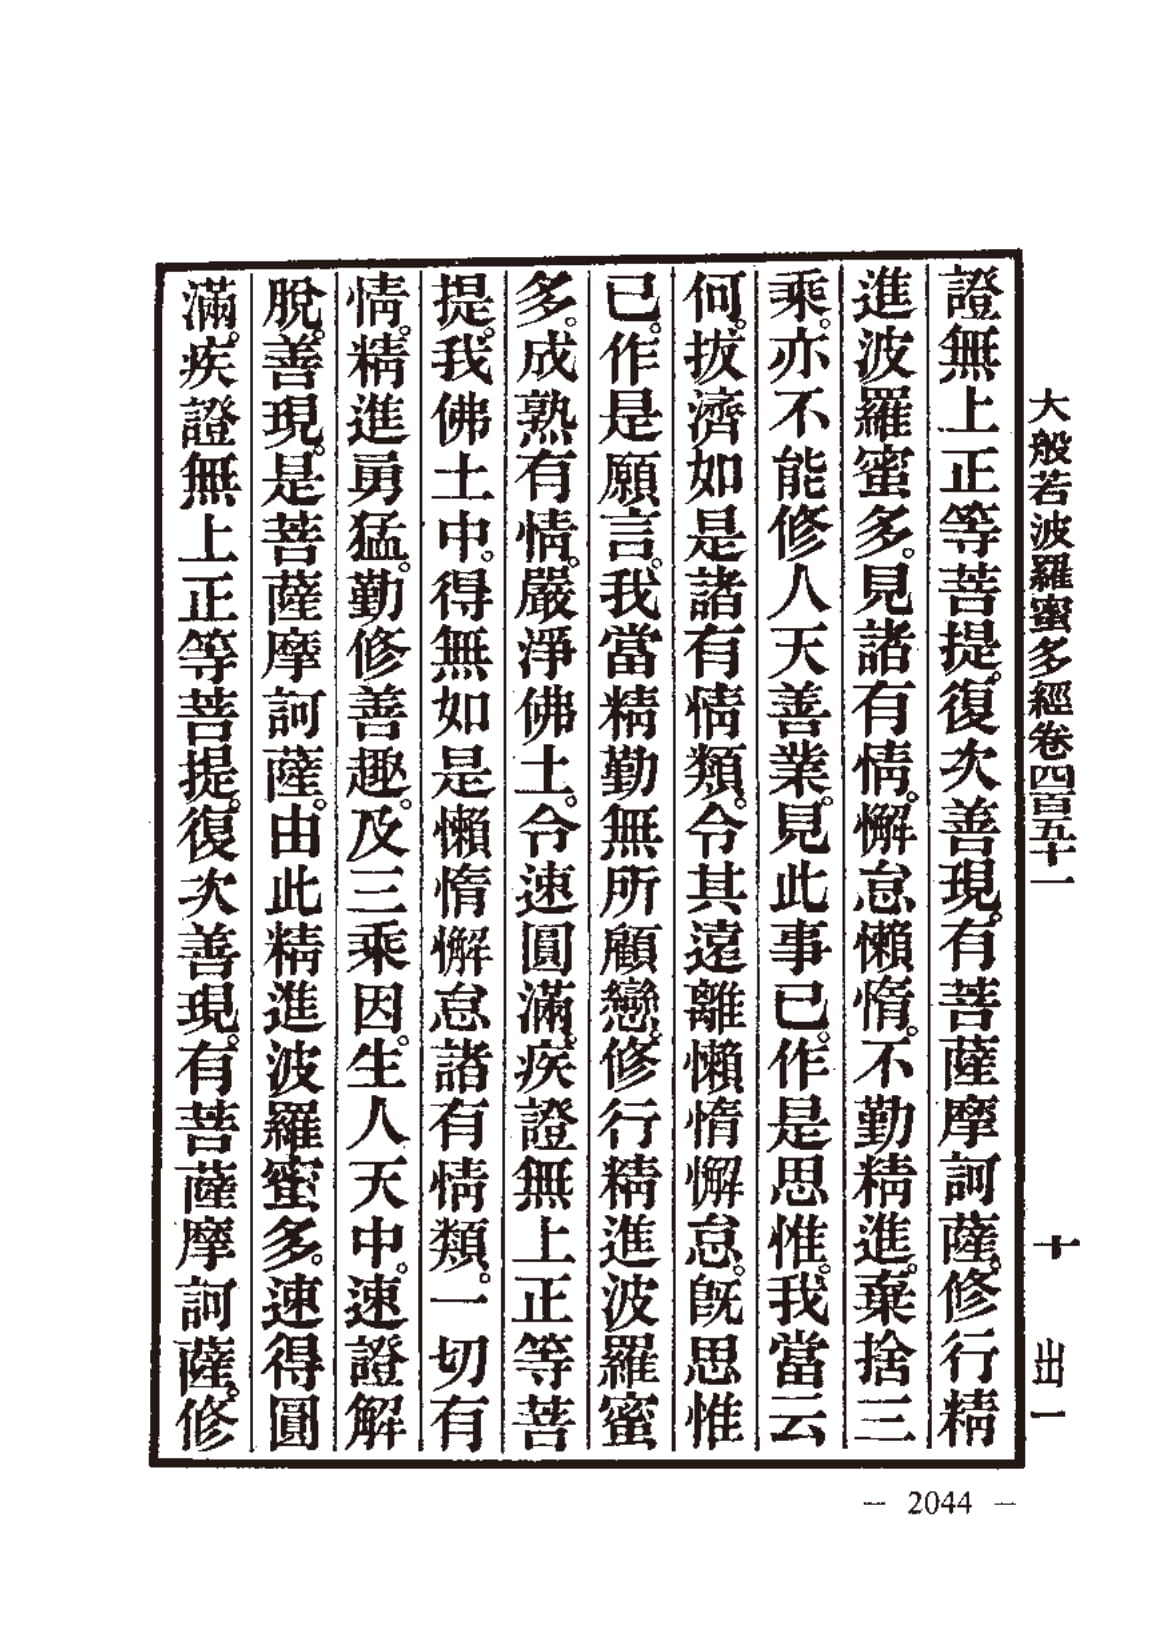 大般若波羅蜜多經卷四百五十一 十 出一
證無上正等菩提。復次善現。有菩薩摩訶薩。修行精
進波羅蜜多。見諸有情。懈怠懶惰。不勤精進。棄捨三
乘。亦不能修人天善業。見此事已。作是思惟。我當云
何。拔濟如是諸有情類。令其遠離懶惰懈怠。既思惟
已。作是願言。我當精勤無所顧戀。修行精進波羅蜜
多。成熟有情。嚴淨佛土。令速圓滿。疾證無上正等菩
提。我佛土中。得無如是懶惰懈怠諸有情類。一切有
情。精進勇猛。勤修善趣。及三乘因。生人天中。速證解
脫。善現。是菩薩摩訶薩。由此精進波羅蜜多。速得圓
滿。疾證無上正等菩提。復次善現。有菩薩摩訶薩。修
— 2044 —